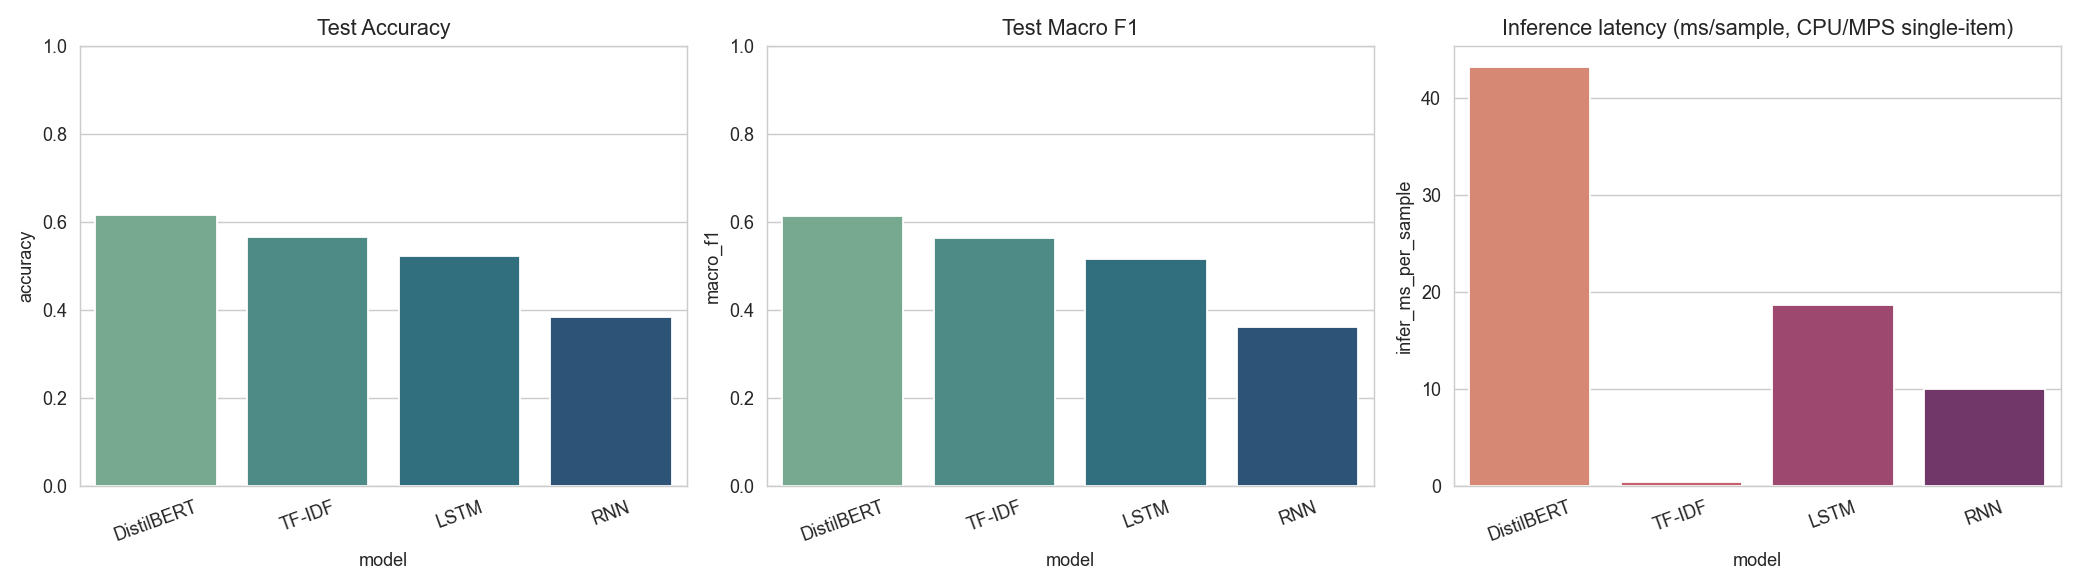 Test Accuracy
1.0
0.8
0.6
0.4
0.2
0.0
accuracy
DistilBERT
TF-IDF
LSTM
RNN
model
Test Macro F1
1.0
0.8
0.6
0.4
0.2
0.0
macro_f1
DistilBERT
TF-IDF
LSTM
RNN
model
Inference latency (ms/sample, CPU/MPS single-item)
40
30
20
10
0
infer_ms_per_sample
DistilBERT
TF-IDF
LSTM
RNN
model